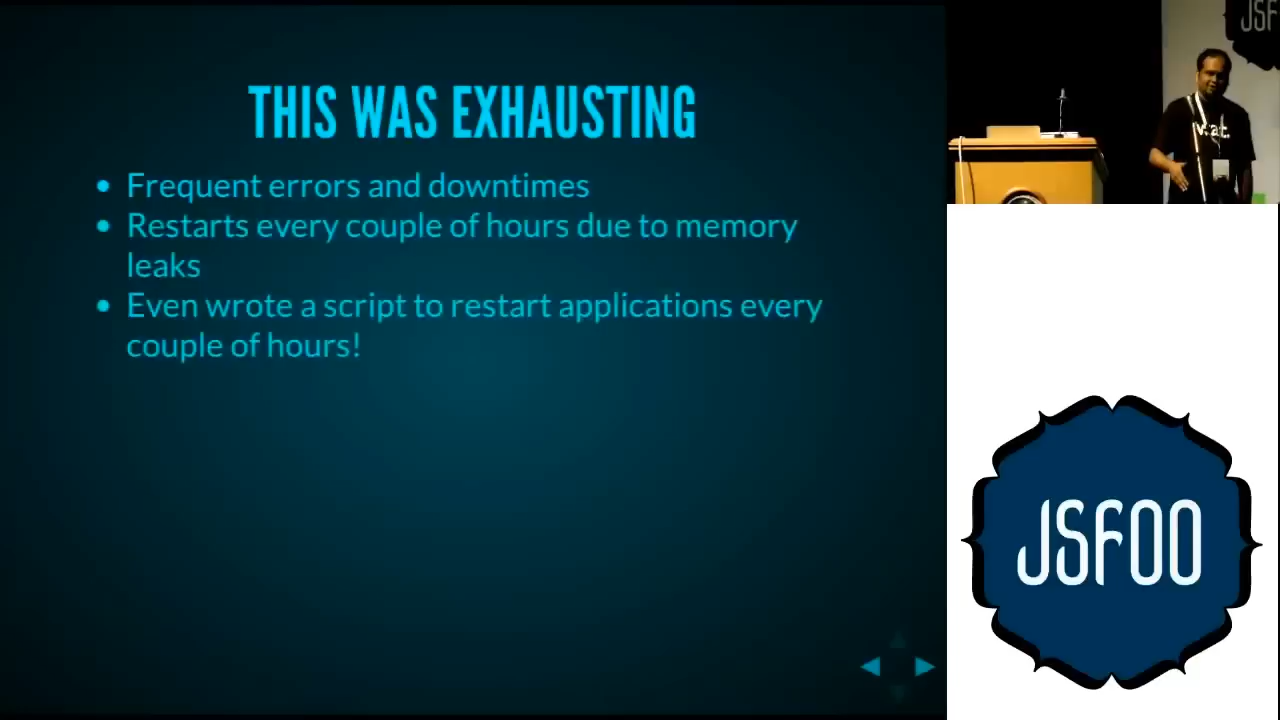 THIS WAS EXHAUSTING
Frequent errors and downtimes
Restarts every couple of hours due to memory
leaks
Even wrote a script to restart applications every
couple of hours!
JSF
JSFOO